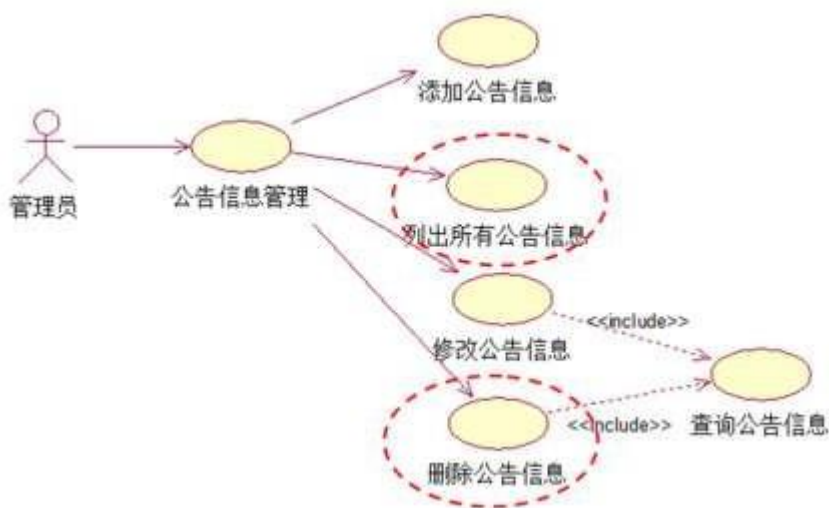 添加公告信息
管理员
公告信息管理
列出所有公告信息
修改公告信息
<<include>>
查询公告信息
<<include>>
删除公告信息